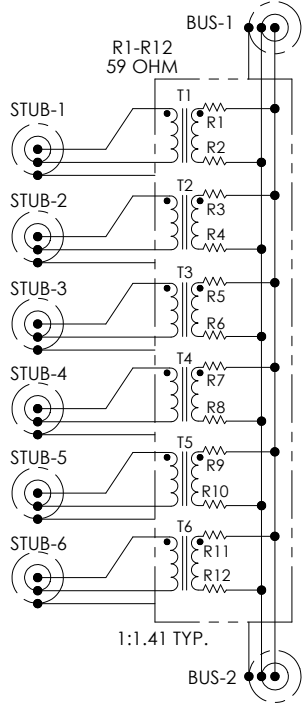 BUS-1
R1-R12
59 OHM
STUB-1
T1
R1
R2
STUB-2
T2
R3
R4
STUB-3
T3
R5
R6
STUB-4
T4
R7
R8
STUB-5
T5
R9
R10
STUB-6
T6
R11
R12
1:1.41 TYP.
BUS-2